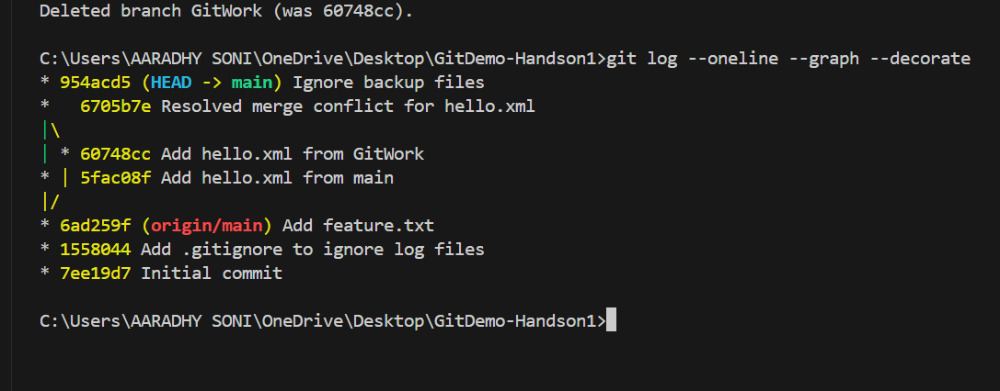 Deleted branch GitWork (was 60748cc).
C:\Users\AARADHY SONI\OneDrive\Desktop\GitDemo-Handson1>git log --oneline --graph --decorate
* 954acd5 (HEAD -> main) Ignore backup files
*   6705b7e Resolved merge conflict for hello.xml
|\
| * 60748cc Add hello.xml from GitWork
* | 5fac08f Add hello.xml from main
|/
* 6ad259f (origin/main) Add feature.txt
* 1558044 Add .gitignore to ignore log files
* 7ee19d7 Initial commit
C:\Users\AARADHY SONI\OneDrive\Desktop\GitDemo-Handson1>